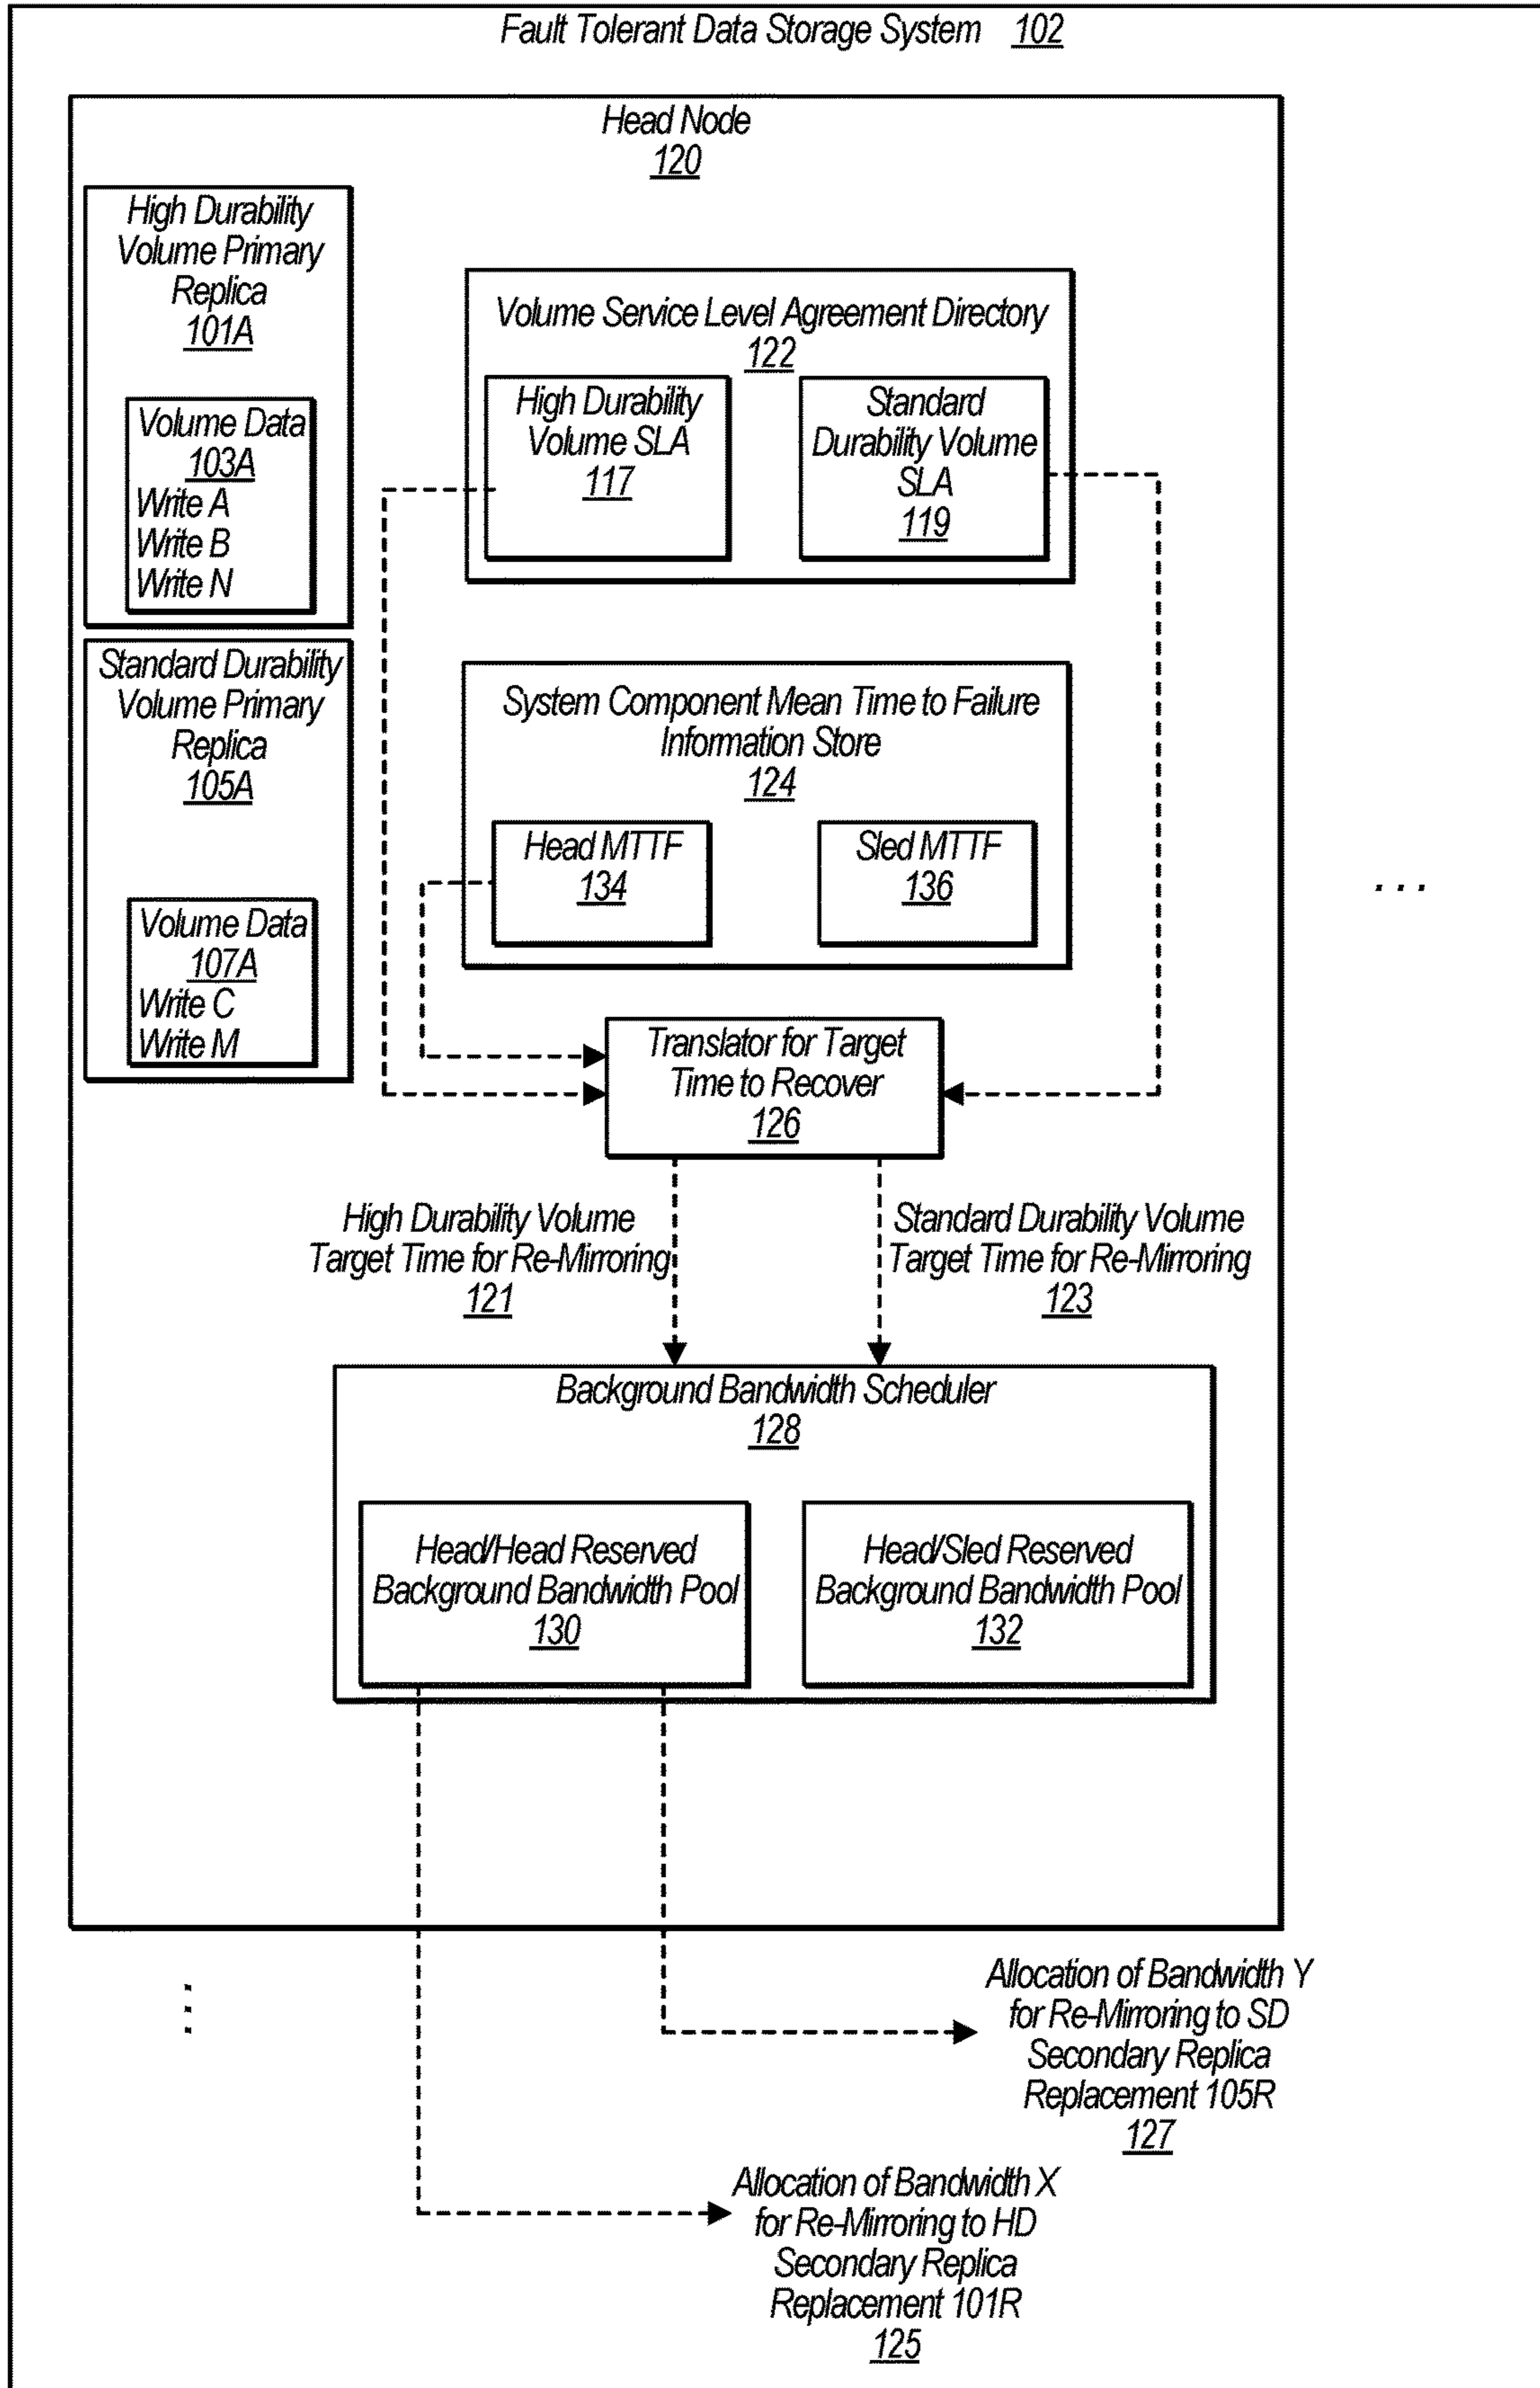 Fault Tolerant Data Storage System 102
Head Node
120
High Durability
Volume Primary
Replica
101A
Volume Data
103A
Write A
Write B
Write N
Standard Durability
Volume Primary
Replica
105A
Volume Data
107A
Write C
Write M
Volume Service Level Agreement Directory
122
High Durability
Volume SLA
117
Standard
Durability Volume
SLA
119
System Component Mean Time to Failure
Information Store
124
Head MTTF
134
Sled MTTF
136
. . .
Translator for Target
Time to Recover
126
High Durability Volume
Target Time for Re-Mirroring
121
Standard Durability Volume
Target Time for Re-Mirroring
123
Background Bandwidth Scheduler
128
Head/Head Reserved
Background Bandwidth Pool
130
Head/Sled Reserved
Background Bandwidth Pool
132
Allocation of Bandwidth Y
for Re-Mirroring to SD
Secondary Replica
Replacement 105R
127
Allocation of Bandwidth X
for Re-Mirroring to HD
Secondary Replica
Replacement 101R
125